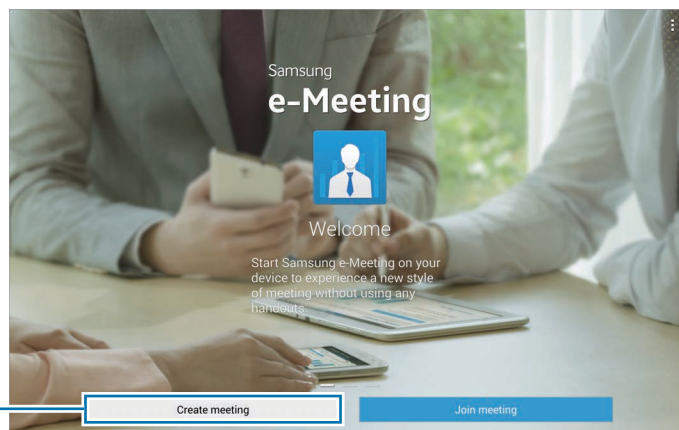 Samsung
e-Meeting
Welcome
Start Samsung e-Meeting on your
device to experience a new style
of meeting without using any
handouts.
Create meeting
Join meeting